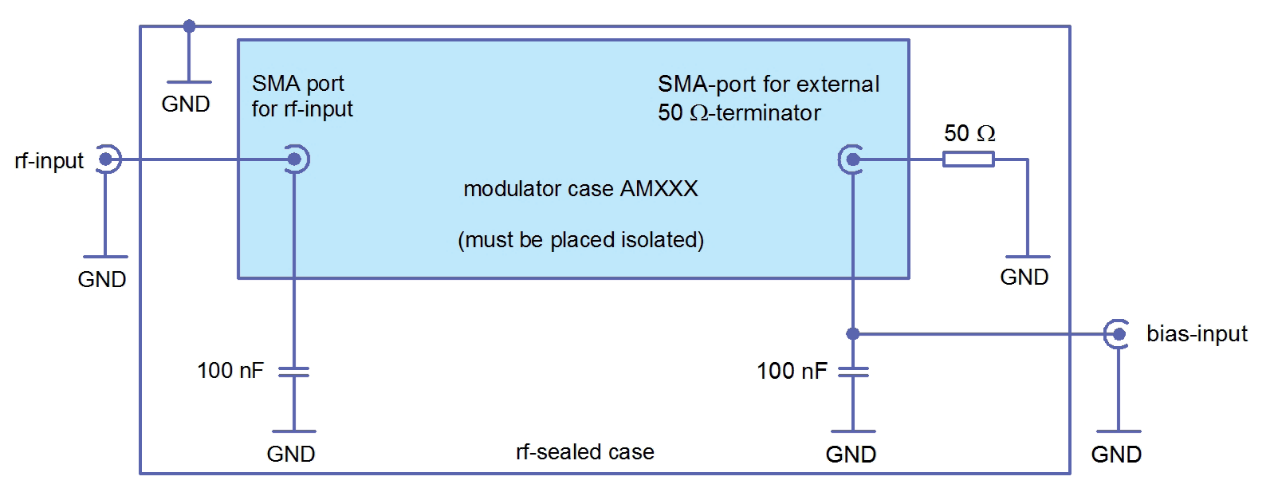 GND
SMA port
for rf-input
SMA-port for external
50 Ω-terminator
50 Ω
rf-input
modulator case AMXXX
(must be placed isolated)
GND
GND
bias-input
100 nF
100 nF
GND
rf-sealed case
GND
GND